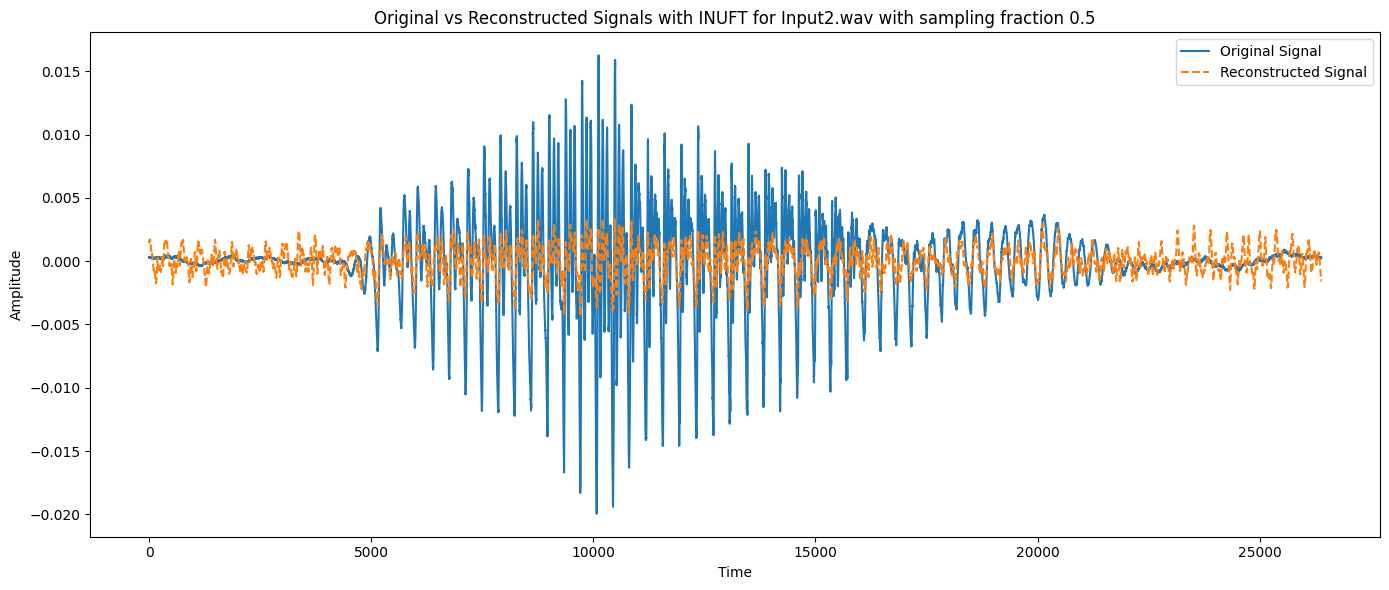 Original vs Reconstructed Signals with INUFT for Input2.wav with sampling fraction 0.5
Original Signal
Reconstructed Signal
0.015
0.010
0.005
0.000
−0.005
−0.010
−0.015
−0.020
Amplitude
0
5000
10000
15000
20000
25000
Time